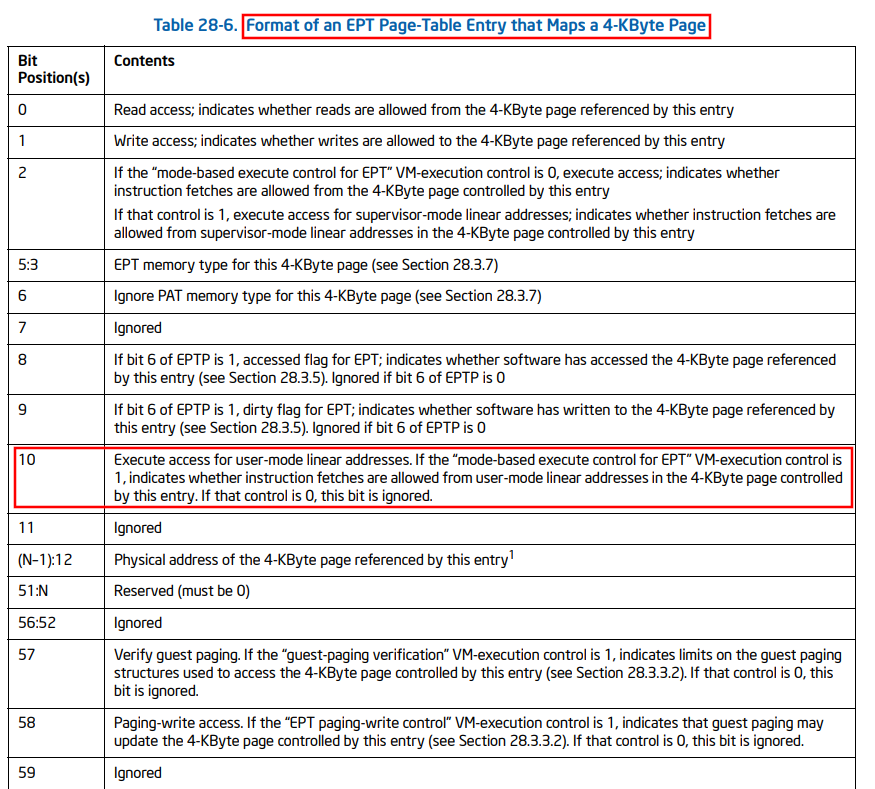 Table 28-6. Format of an EPT Page-Table Entry that Maps a 4-KByte Page
Bit
Position(s)
Contents
0
Read access; indicates whether reads are allowed from the 4-KByte page referenced by this entry
1
Write access; indicates whether writes are allowed to the 4-KByte page referenced by this entry
2
If the “mode-based execute control for EPT” VM-execution control is 0, execute access; indicates whether
instruction fetches are allowed from the 4-KByte page controlled by this entry
If that control is 1, execute access for supervisor-mode linear addresses; indicates whether instruction fetches are
allowed from supervisor-mode linear addresses in the 4-KByte page controlled by this entry
5:3
EPT memory type for this 4-KByte page (see Section 28.3.7)
6
Ignore PAT memory type for this 4-KByte page (see Section 28.3.7)
7
Ignored
8
If bit 6 of EPTP is 1, accessed flag for EPT; indicates whether software has accessed the 4-KByte page referenced
by this entry (see Section 28.3.5). Ignored if bit 6 of EPTP is 0
9
If bit 6 of EPTP is 1, dirty flag for EPT; indicates whether software has written to the 4-KByte page referenced by
this entry (see Section 28.3.5). Ignored if bit 6 of EPTP is 0
10
Execute access for user-mode linear addresses. If the “mode-based execute control for EPT” VM-execution control is
1, indicates whether instruction fetches are allowed from user-mode linear addresses in the 4-KByte page controlled
by this entry. If that control is 0, this bit is ignored.
11
Ignored
(N–1):12
Physical address of the 4-KByte page referenced by this entry1
51:N
Reserved (must be 0)
56:52
Ignored
57
Verify guest paging. If the “guest-paging verification” VM-execution control is 1, indicates limits on the guest paging
structures used to access the 4-KByte page controlled by this entry (see Section 28.3.3.2). If that control is 0, this
bit is ignored.
58
Paging-write access. If the “EPT paging-write control” VM-execution control is 1, indicates that guest paging may
update the 4-KByte page controlled by this entry (see Section 28.3.3.2). If that control is 0, this bit is ignored.
59
Ignored